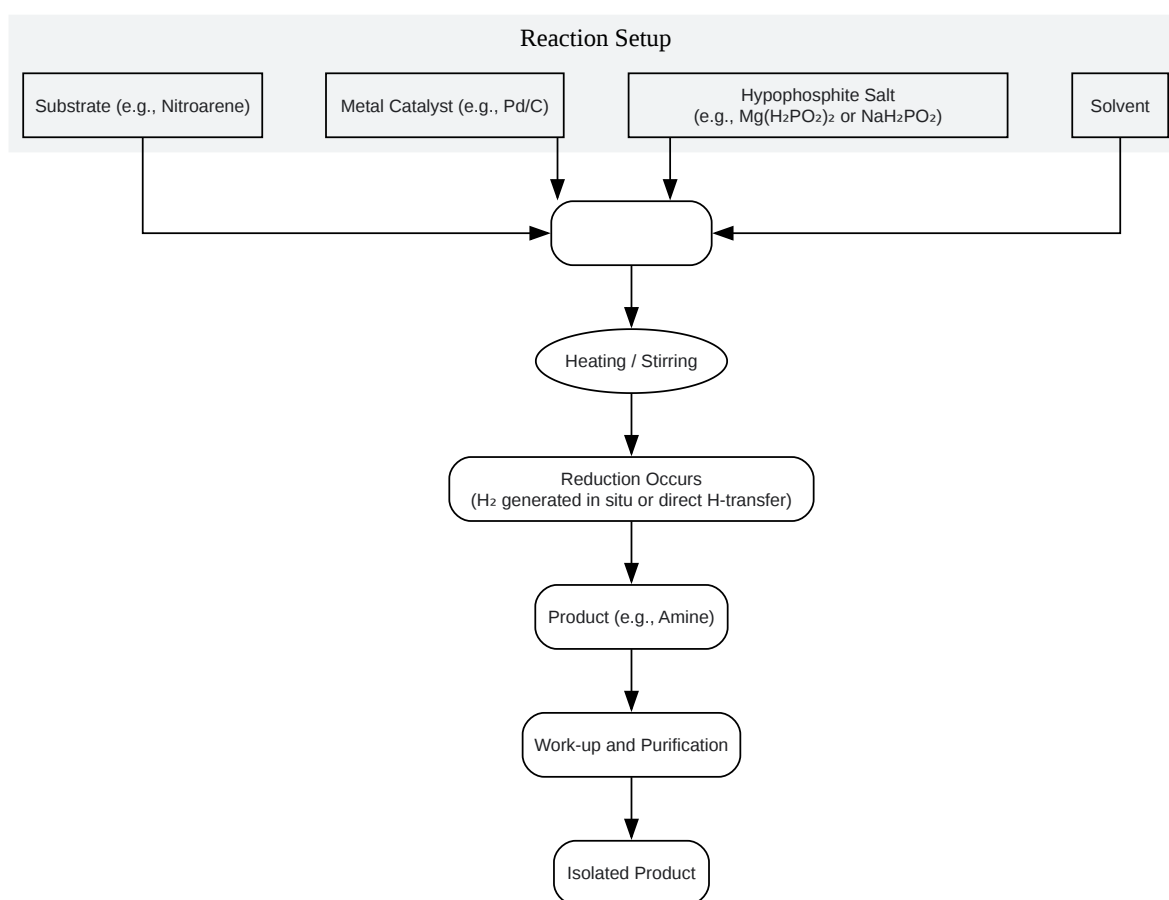 Reaction Setup
Substrate (e.g., Nitroarene)
Metal Catalyst (e.g., Pd/C)
Hypophosphite Salt
(e.g., Mg(H₂PO₂)₂ or NaH₂PO₂)
Solvent
Heating / Stirring
Reduction Occurs
(H₂ generated in situ or direct H-transfer)
Product (e.g., Amine)
Work-up and Purification
Isolated Product